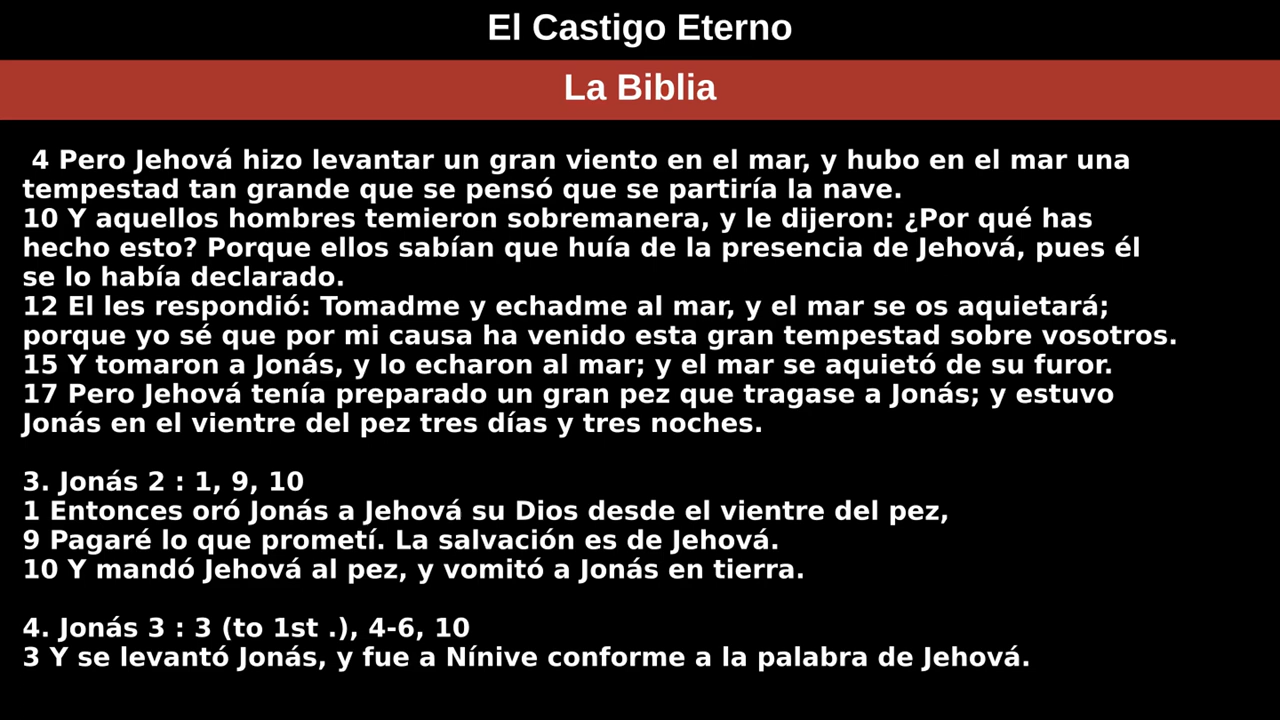 El Castigo Eterno
La Biblia
4 Pero Jehová hizo levantar un gran viento en el mar, y hubo en el mar una
tempestad tan grande que se pensó que se partiría la nave.
10 Y aquellos hombres temieron sobremanera, y le dijeron: ¿Por qué has
hecho esto? Porque ellos sabían que huía de la presencia de Jehová, pues él
se lo había declarado.
12 El les respondió: Tomadme y echadme al mar, y el mar se os aquietará;
porque yo sé que por mi causa ha venido esta gran tempestad sobre vosotros.
15 Y tomaron a Jonás, y lo echaron al mar; y el mar se aquietó de su furor.
17 Pero Jehová tenía preparado un gran pez que tragase a Jonás; y estuvo
Jonás en el vientre del pez tres días y tres noches.
3. Jonás 2 : 1, 9, 10
1 Entonces oró Jonás a Jehová su Dios desde el vientre del pez,
9 Pagaré lo que prometí. La salvación es de Jehová.
10 Y mandó Jehová al pez, y vomitó a Jonás en tierra.
4. Jonás 3 : 3 (to 1st .), 4-6, 10
3 Y se levantó Jonás, y fue a Nínive conforme a la palabra de Jehová.